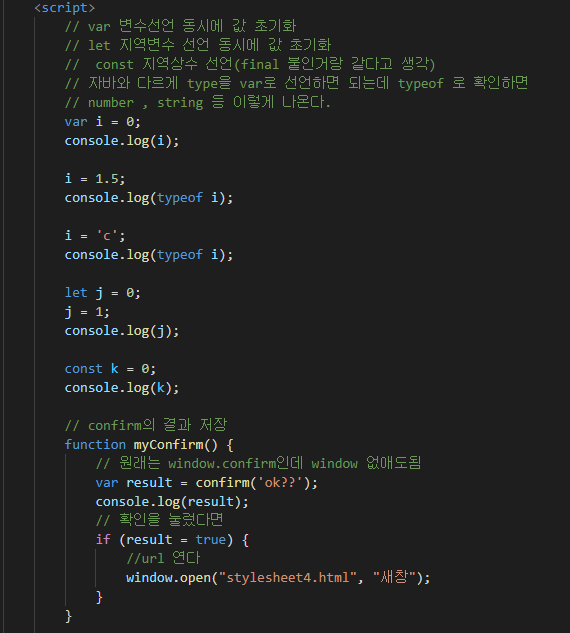 <script>
// var 변수선언 동시에 값 초기화
// let 지역변수 선언 동시에 값 초기화
//  const 지역상수 선언(final 붙인거랑 같다고 생각)
// 자바와 다르게 type을 var로 선언하면 되는데 typeof 로 확인하면
// number , string 등 이렇게 나온다.
var i = 0;
console.log(i);
i = 1.5;
console.log(typeof i);
i = 'c';
console.log(typeof i);
let j = 0;
j = 1;
console.log(j);
const k = 0;
console.log(k);
// confirm의 결과 저장
function myConfirm() {
// 원래는 window.confirm인데 window 없애도됨
var result = confirm('ok??');
console.log(result);
// 확인을 눌렀다면
if (result = true) {
//url 연다
window.open("stylesheet4.html", "새창");
}
}